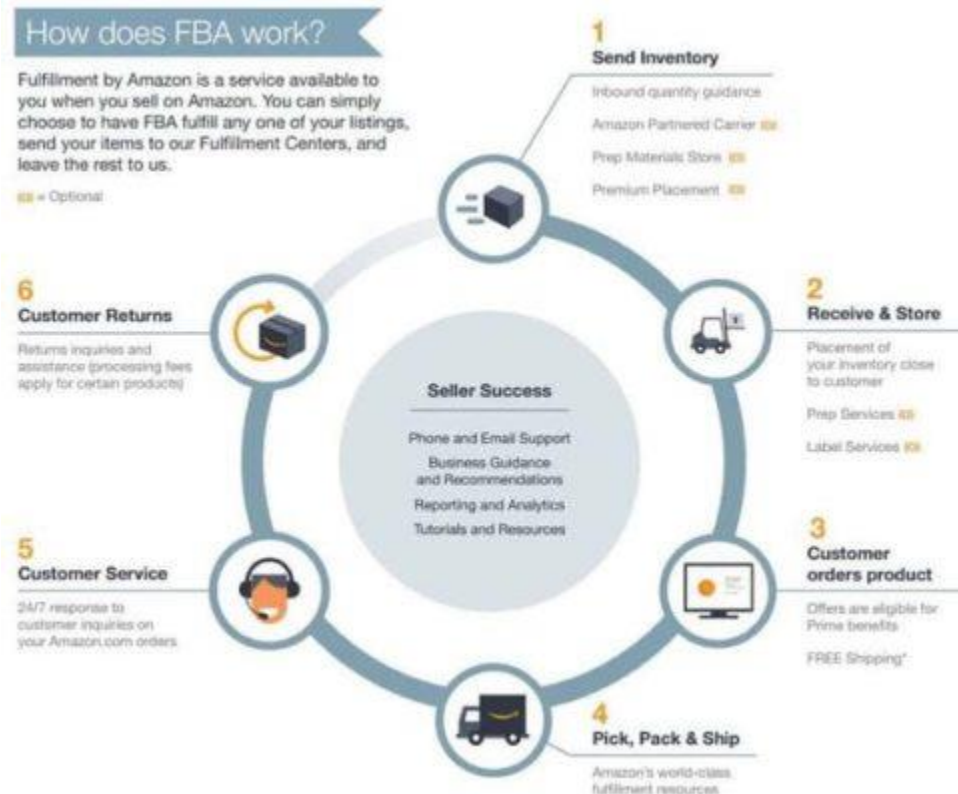 How does FBA work?
Fulfillment by Amazon is a service available to
you when you sell on Amazon. You can simply
choose to have FBA fulfill any one of your listings,
send your items to our Fulfillment Centers, and
leave the rest to us.
= Optional
1
Send Inventory
Inbound quantity guidance
Amazon Partnered Carrier
Prep Materials Store
Premium Placement
2
Receive & Store
Placement of
your inventory close
to customer
Prep Services
Label Services
3
Customer
orders product
Offers are eligible for
Prime benefits
FREE Shipping*
4
Pick, Pack & Ship
Amazon's world-class
fulfillment resources
5
Customer Service
24/7 response to
customer inquiries on
your Amazon.com orders
6
Customer Returns
Returns inquiries and
assistance (processing fees
apply for certain products)
Seller Success
Phone and Email Support
Business Guidance
and Recommendations
Reporting and Analytics
Tutorials and Resources